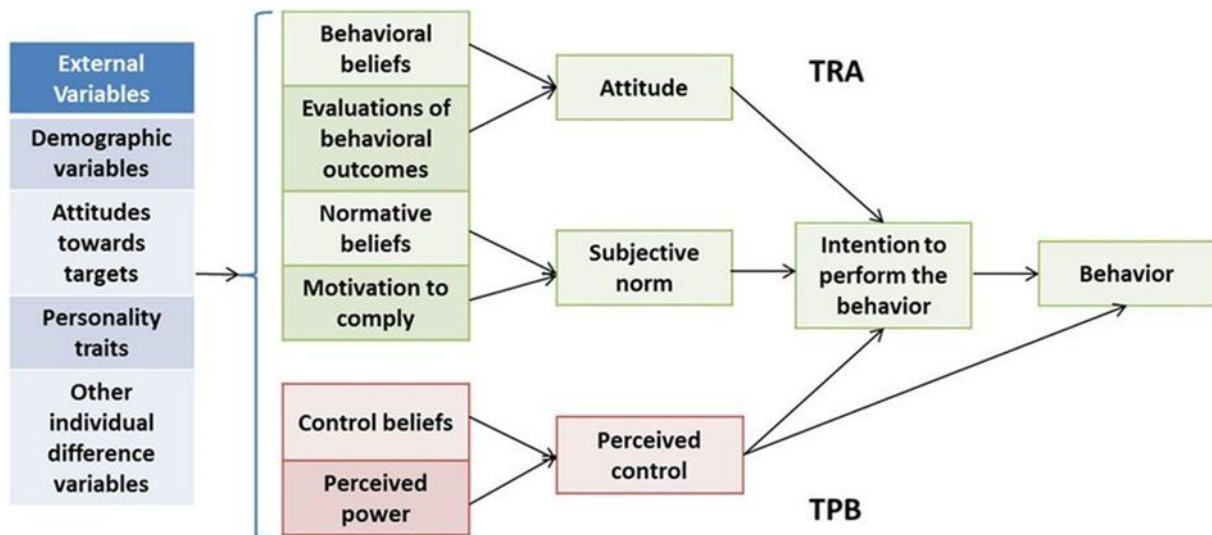 External
Variables
Demographic
variables
Attitudes
towards
targets
Personality
traits
Other
individual
difference
variables
Behavioral
beliefs
Evaluations of
behavioral
outcomes
Normative
beliefs
Motivation to
comply
Control beliefs
Perceived
power
Attitude
Subjective
norm
Perceived
control
TRA
Intention to
perform the
behavior
Behavior
TPB